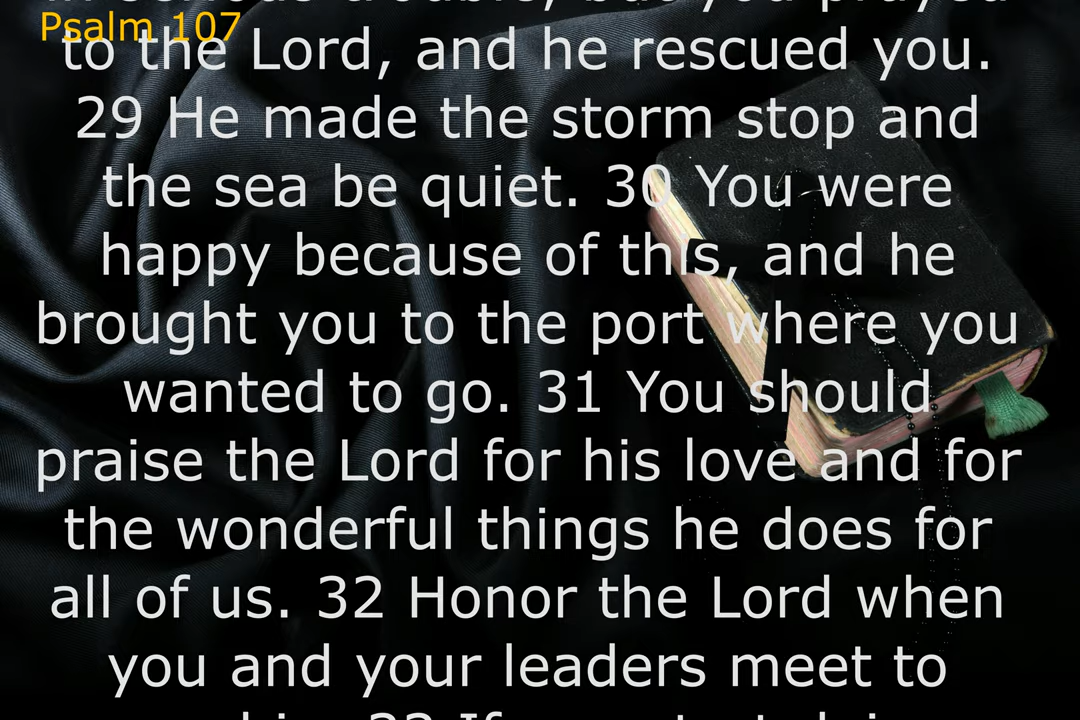 Psalm 107
to the Lord, and he rescued you.
29 He made the storm stop and
the sea be quiet. 30 You were
happy because of this, and he
brought you to the port where you
wanted to go. 31 You should
praise the Lord for his love and for
the wonderful things he does for
all of us. 32 Honor the Lord when
you and your leaders meet to